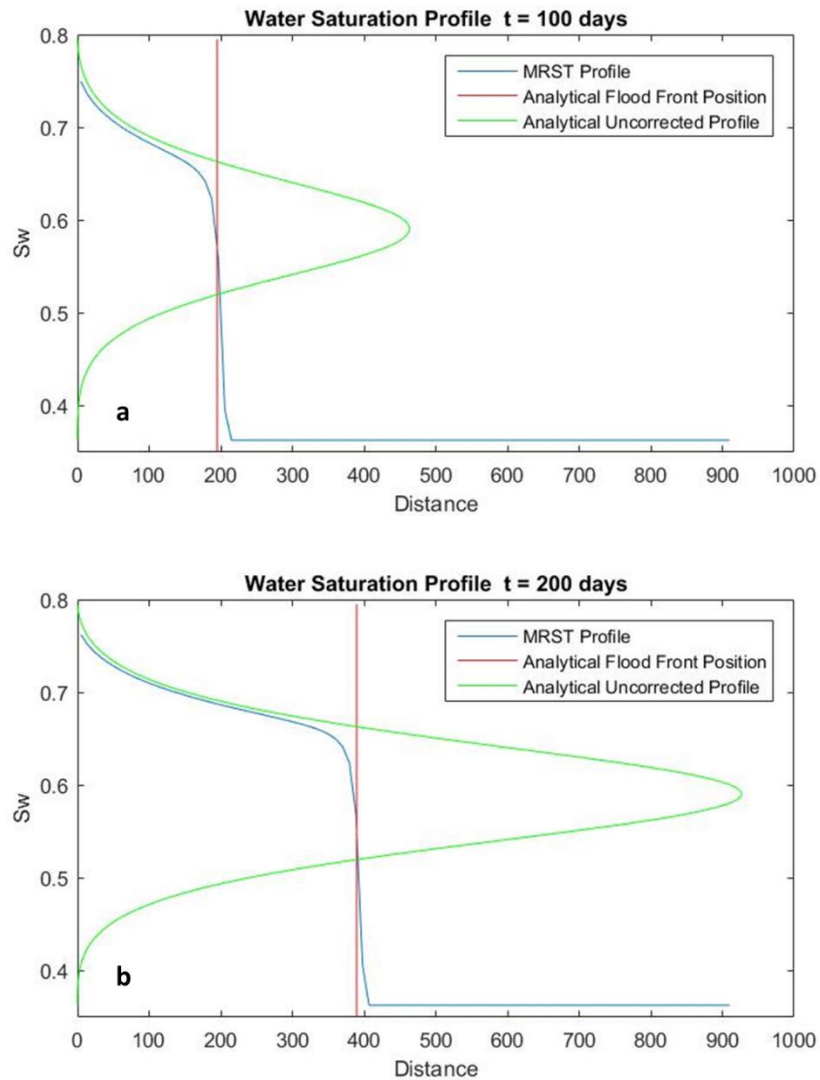 Water Saturation Profile t = 100 days
0.8
0.7
0.6
0.5
0.4
Sw
MRST Profile
Analytical Flood Front Position
Analytical Uncorrected Profile
a
0 100 200 300 400 500 600 700 800 900 1000
Distance
Water Saturation Profile t = 200 days
0.8
0.7
0.6
0.5
0.4
Sw
MRST Profile
Analytical Flood Front Position
Analytical Uncorrected Profile
b
0 100 200 300 400 500 600 700 800 900 1000
Distance